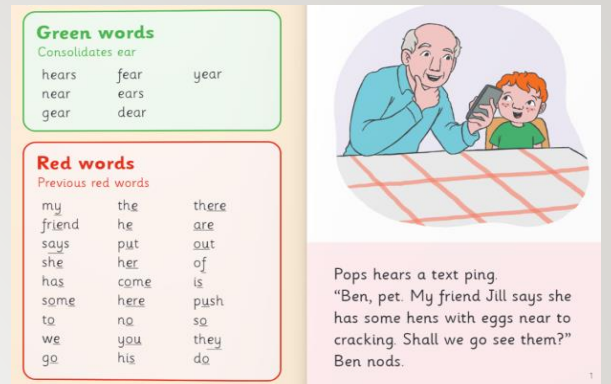 Green words
Consolidates ear
hears fear year
near ears
gear dear
Red words
Previous red words
my the there
friend he are
says put out
she her of
has come is
some here push
to no so
we you they
go his do
Pops hears a text ping.
“Ben, pet. My friend Jill says she
has some hens with eggs near to
cracking. Shall we go see them?”
Ben nods.
1